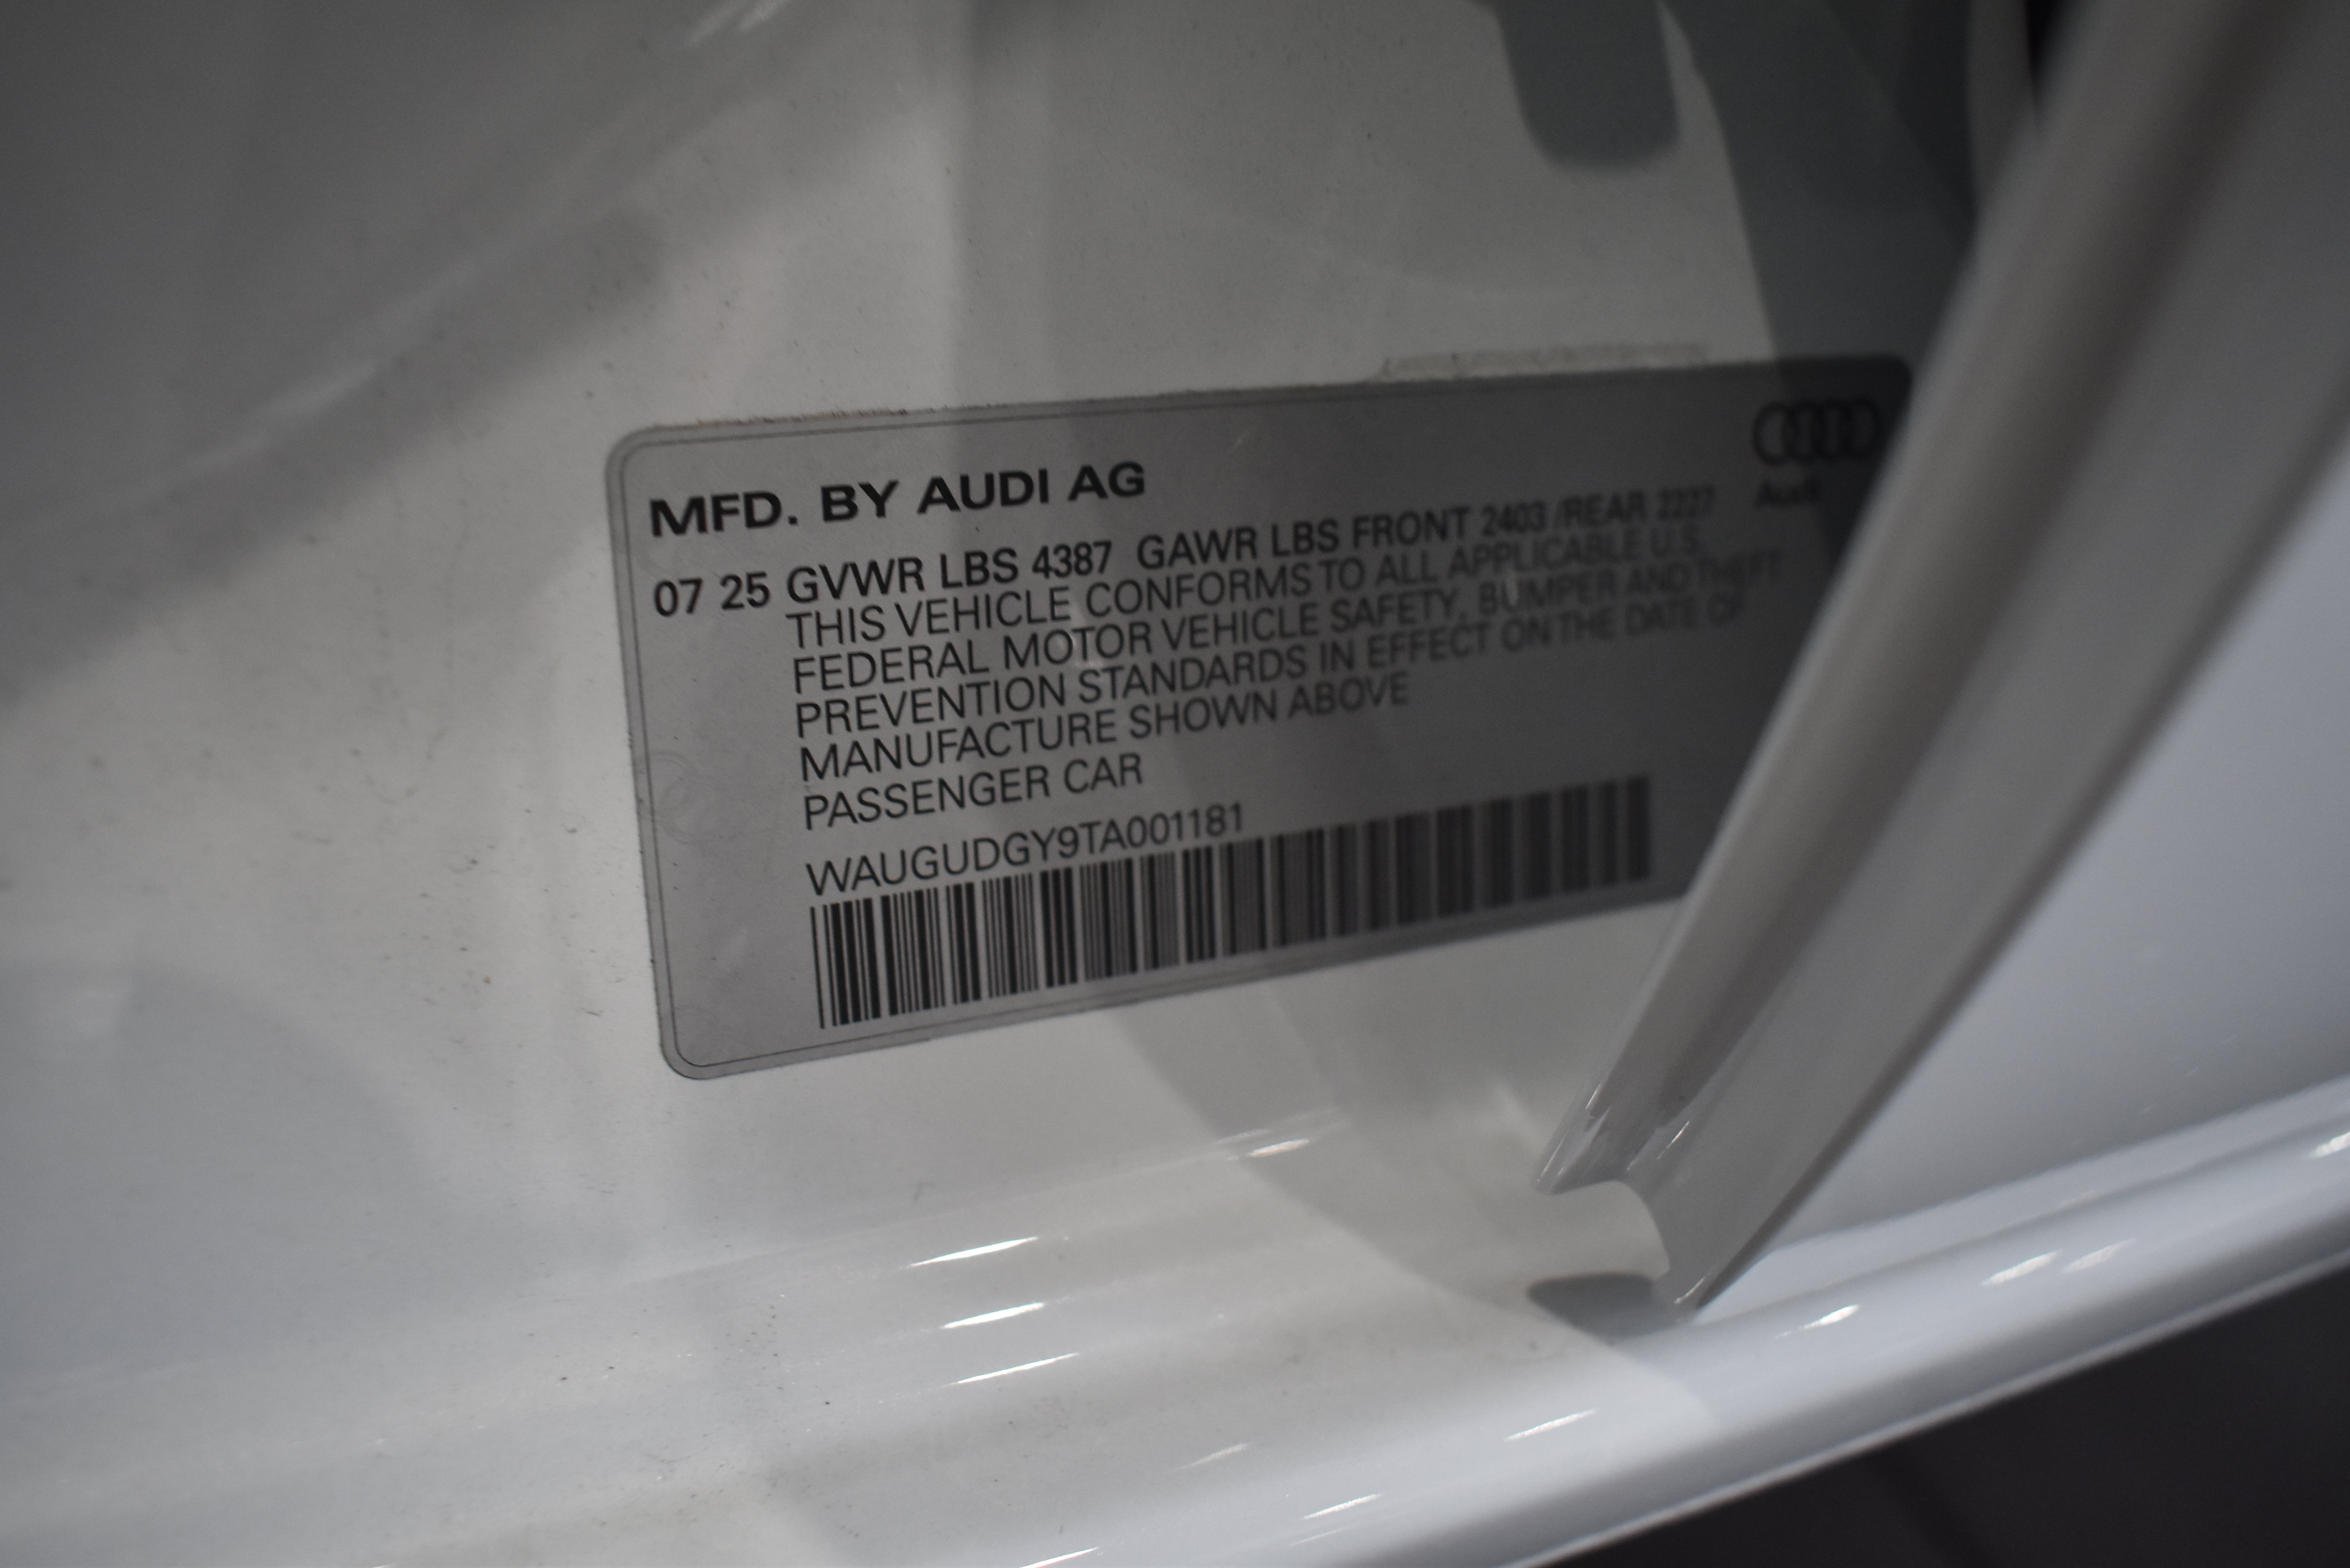 MFD. BY AUDI AG
Audi
07 25 GVWR LBS 4387 GAWR LBS FRONT 2403 /REAR 2227
THIS VEHICLE CONFORMS TO ALL APPLICABLE U.S.
FEDERAL MOTOR VEHICLE SAFETY, BUMPER AND THEFT
PREVENTION STANDARDS IN EFFECT ON THE DATE OF
MANUFACTURE SHOWN ABOVE
PASSENGER CAR
WAUGUDGY9TA001181